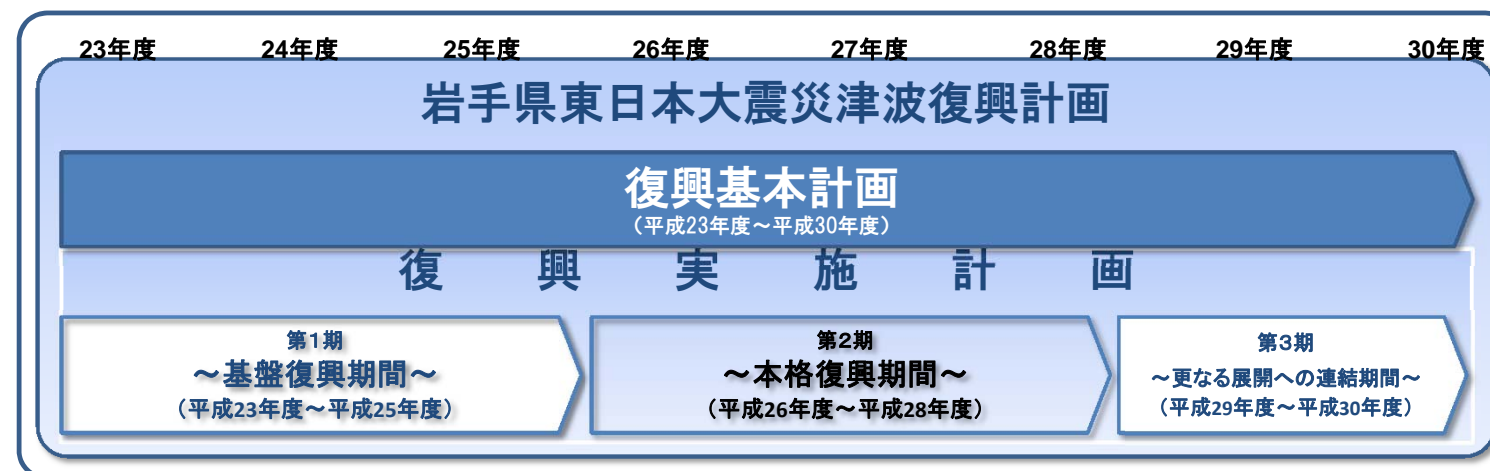 23年度 24年度 25年度 26年度 27年度 28年度 29年度 30年度
岩手県東日本大震災津波復興計画
復興基本計画
（平成23年度～平成30年度）
復興実施計画
第1期
～基盤復興期間～
（平成23年度～平成25年度）
第2期
～本格復興期間～
（平成26年度～平成28年度）
第3期
～更なる展開への連結期間～
（平成29年度～平成30年度）